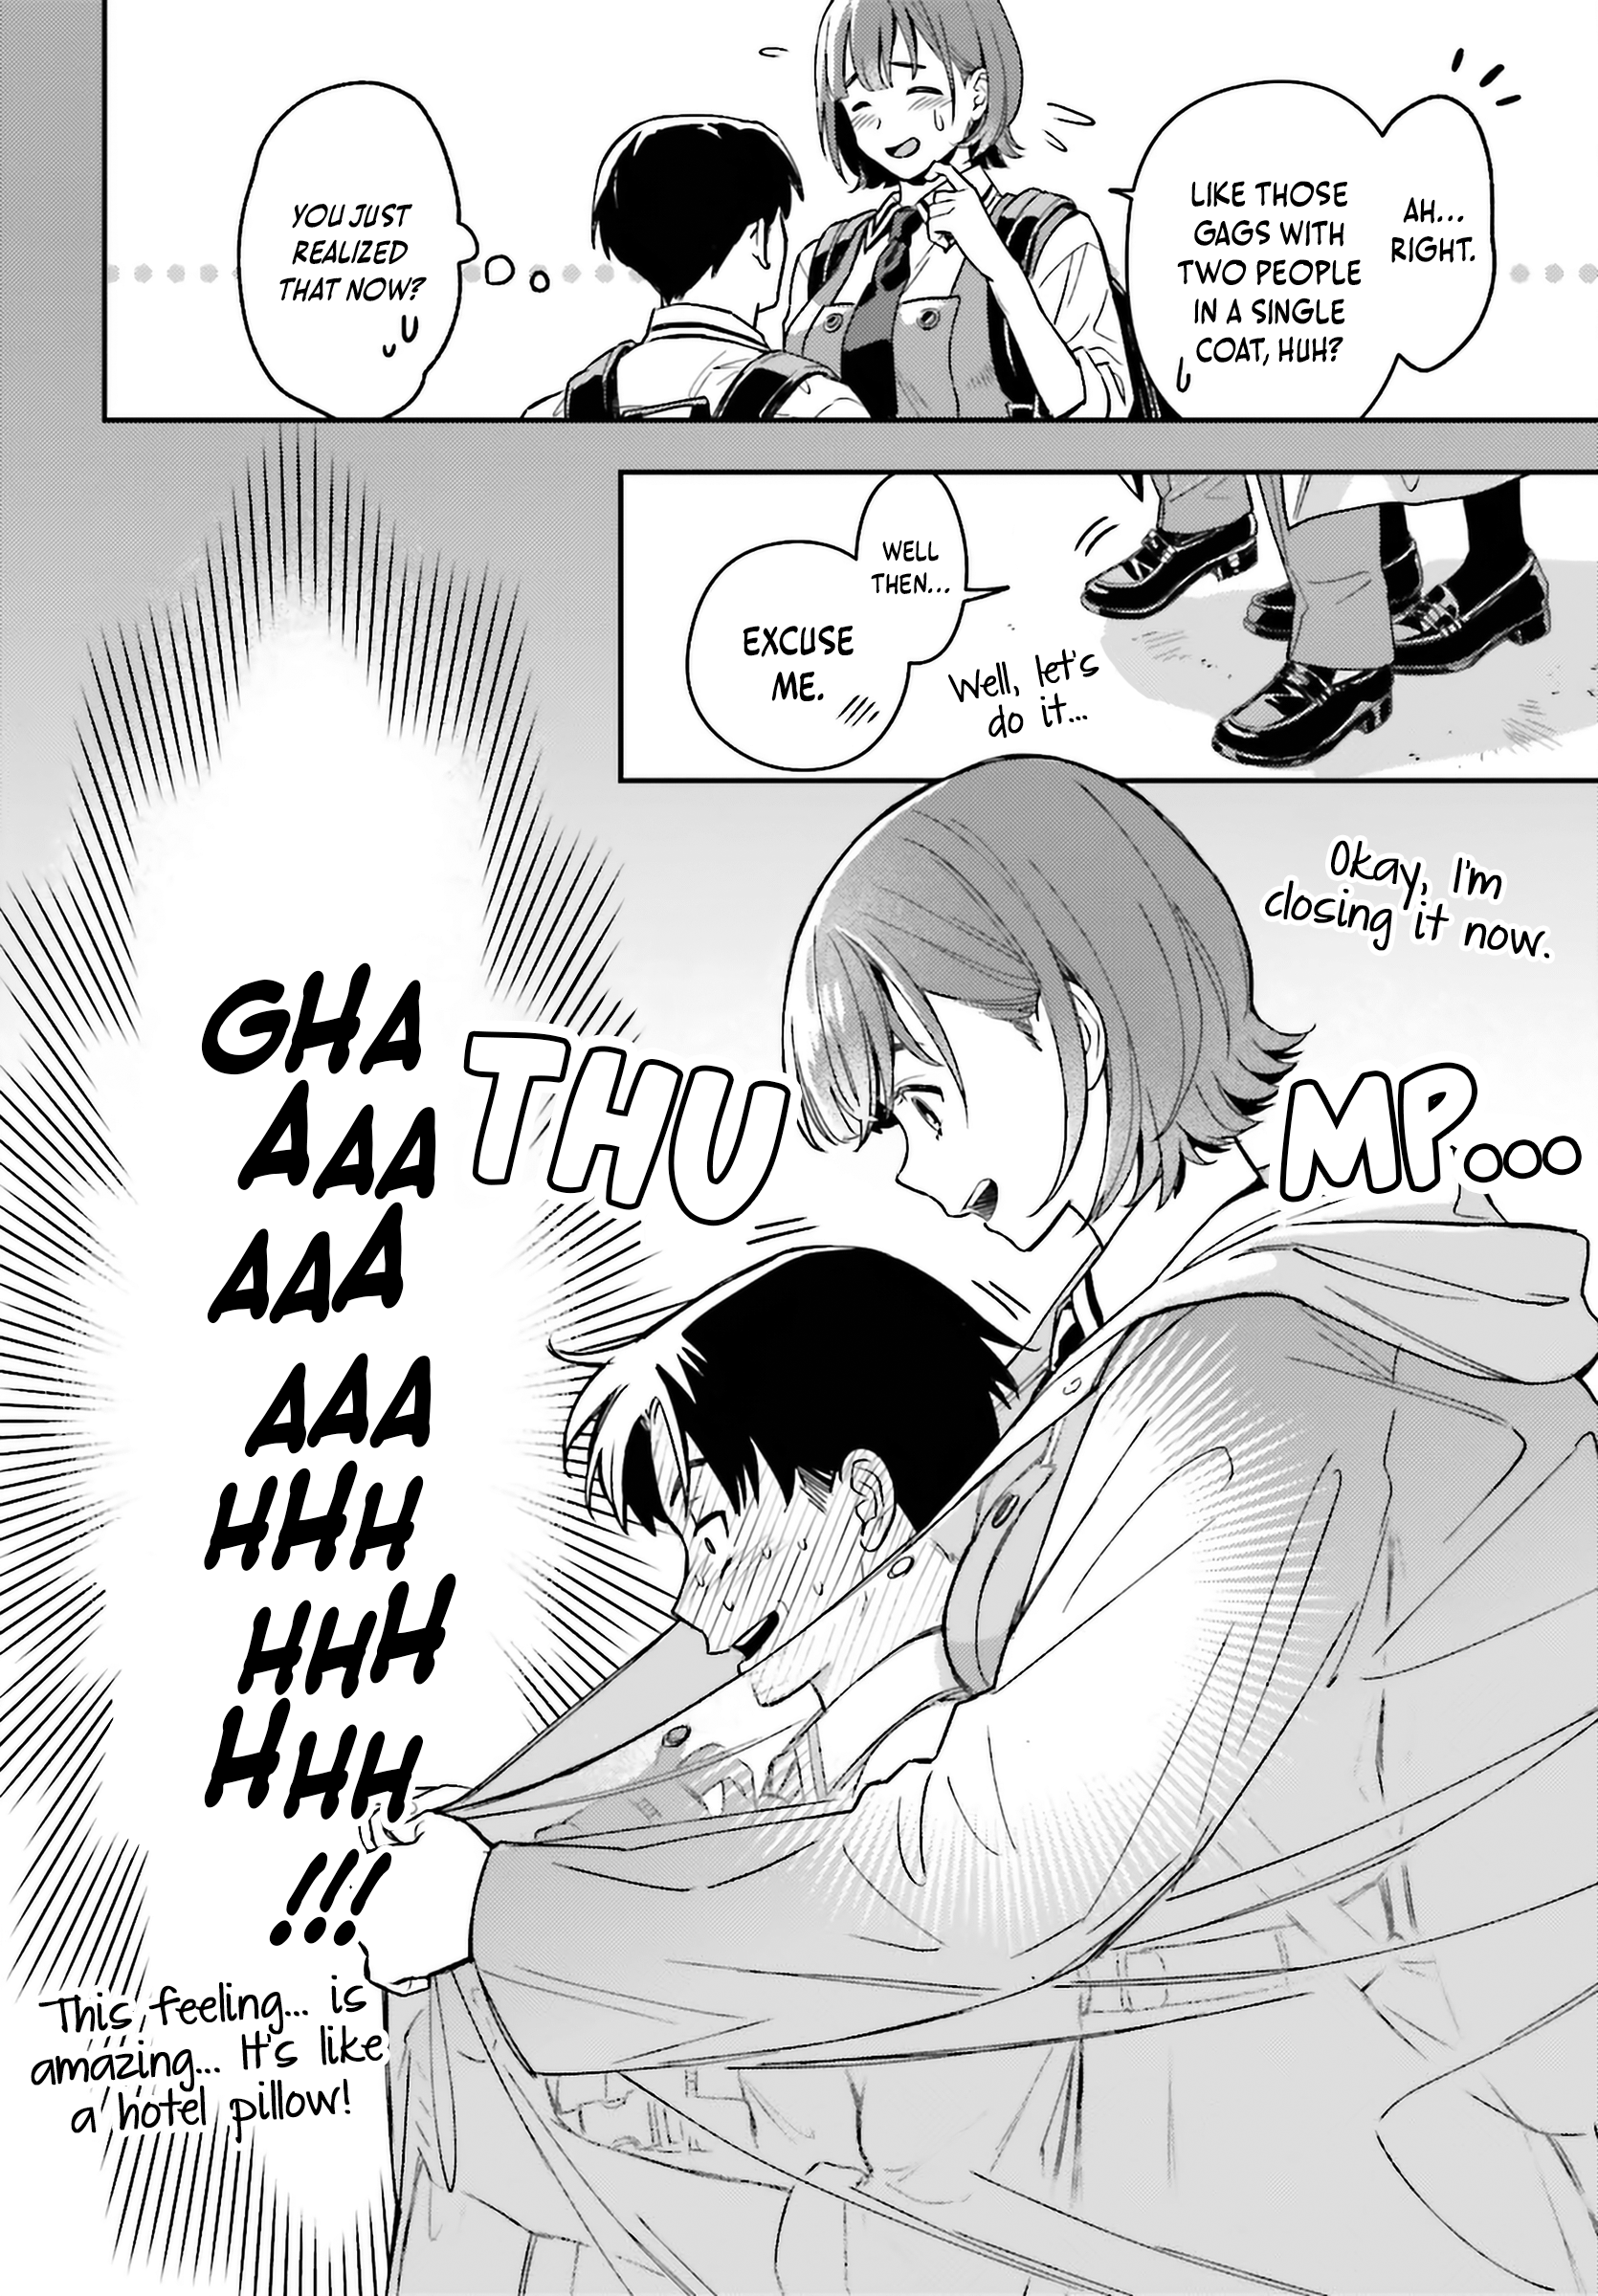 AH...
RIGHT.
LIKE THOSE
GAGS WITH
TWO PEOPLE
IN A SINGLE
COAT, HUH?
YOU JUST
REALIZED
THAT NOW?
WELL
THEN...
EXCUSE
ME.
Well, let's
do it...
Okay, I'm
closing it now.
THUMP...
GHA
AAA
AAA
AAA
HHH
HHH
HHH
!!!
This feeling... is
amazing... It's like
a hotel pillow!